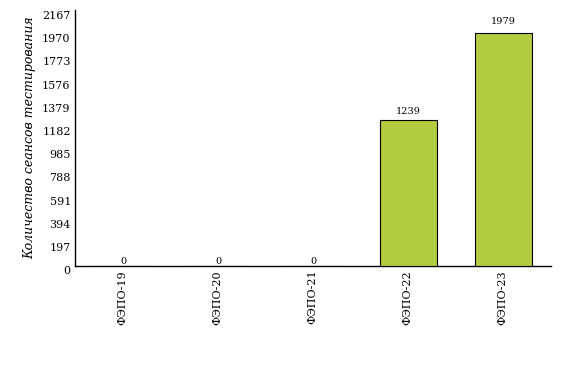 Количество сеансов тестирования
2167
1970
1773
1576
1379
1182
985
788
591
394
197
0
0
0
0
1239
1979
ФЭПО-19
ФЭПО-20
ФЭПО-21
ФЭПО-22
ФЭПО-23